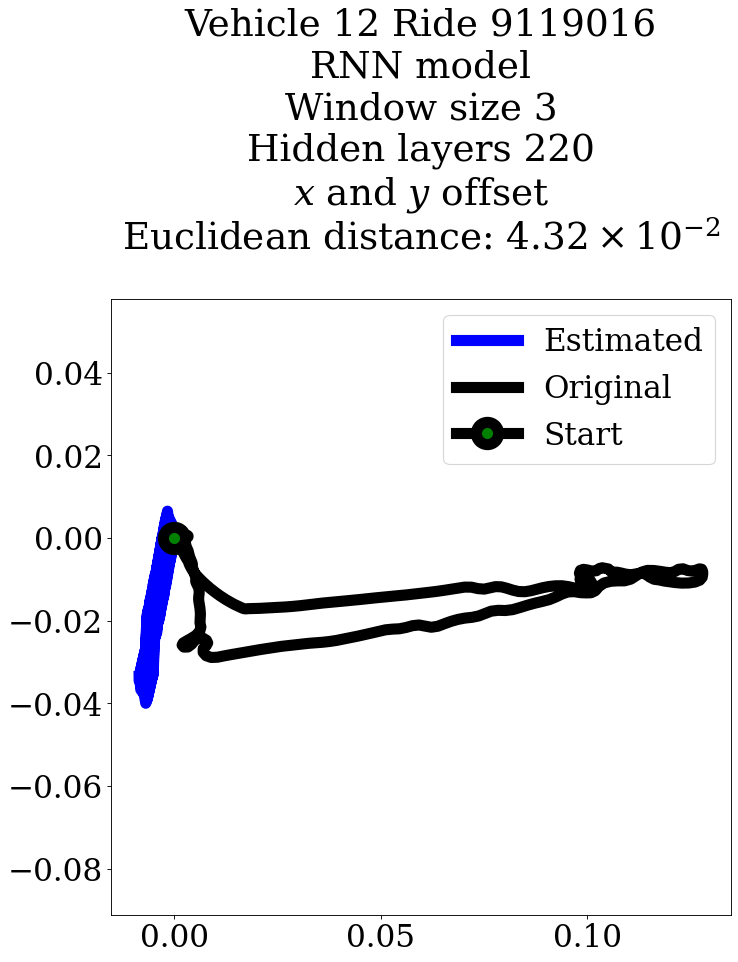 Vehicle 12 Ride 9119016
RNN model
Window size 3
Hidden layers 220
x and y offset
Euclidean distance: 4.32 × 10⁻²
Estimated
Original
Start
0.04
0.02
0.00
−0.02
−0.04
−0.06
−0.08
0.00 0.05 0.10